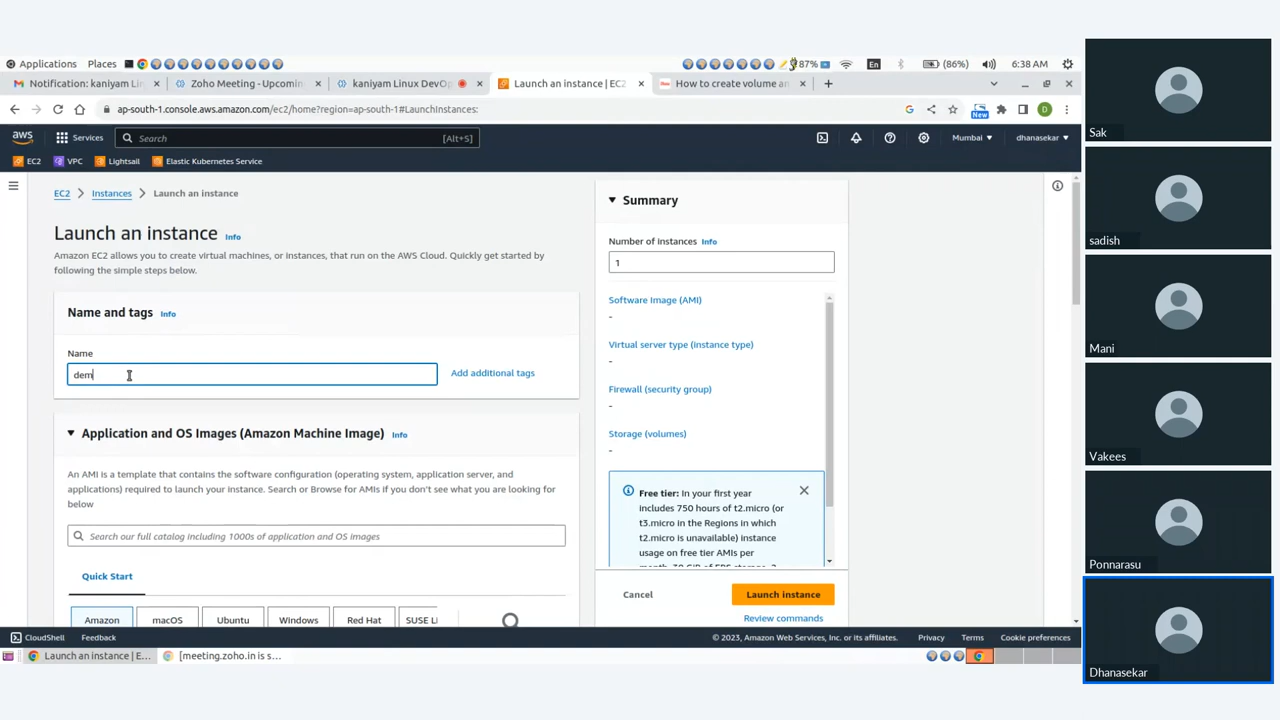 Applications Places 87% En (86%) 6:38 AM
Notification: kaniyam Lin Zoho Meeting - Upcomin kaniyam Linux DevO Launch an instance | EC2 How to create volume an
ap-south-1.console.aws.amazon.com/ec2/home?region=ap-south-1#LaunchInstances: G New D
aws Services Search [Alt+S] Mumbai dhanasekar
EC2 VPC Lightsail Elastic Kubernetes Service
EC2 Instances Launch an instance
Launch an instance Info
Amazon EC2 allows you to create virtual machines, or instances, that run on the AWS Cloud. Quickly get started by
following the simple steps below.
Name and tags Info
Name
dem
Add additional tags
Application and OS Images (Amazon Machine Image) Info
An AMI is a template that contains the software configuration (operating system, application server, and
applications) required to launch your instance. Search or Browse for AMIs if you don't see what you are looking for
below
Search our full catalog including 1000s of application and OS images
Quick Start
Amazon macOS Ubuntu Windows Red Hat SUSE Li
Summary
Number of instances Info
1
Software Image (AMI)
-
Virtual server type (instance type)
-
Firewall (security group)
-
Storage (volumes)
-
Free tier: In your first year
includes 750 hours of t2.micro (or
t3.micro in the Regions in which
t2.micro is unavailable) instance
usage on free tier AMIs per
Cancel Launch instance
Review commands
CloudShell Feedback © 2023, Amazon Web Services, Inc. or its affiliates. Privacy Terms Cookie preferences
Launch an instance | E... [meeting.zoho.in is s...
Sak
sadish
Mani
Vakees
Ponnarasu
Dhanasekar